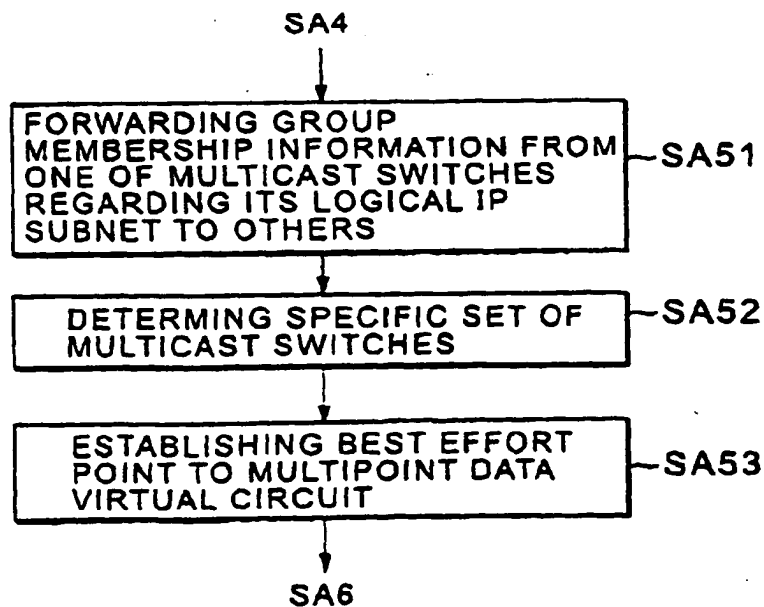 SA4
FORWARDING GROUP
MEMBERSHIP INFORMATION FROM
ONE OF MULTICAST SWITCHES
REGARDING ITS LOGICAL IP
SUBNET TO OTHERS
SA51
DETERMING SPECIFIC SET OF
MULTICAST SWITCHES
SA52
ESTABLISHING BEST EFFORT
POINT TO MULTIPOINT DATA
VIRTUAL CIRCUIT
SA53
SA6